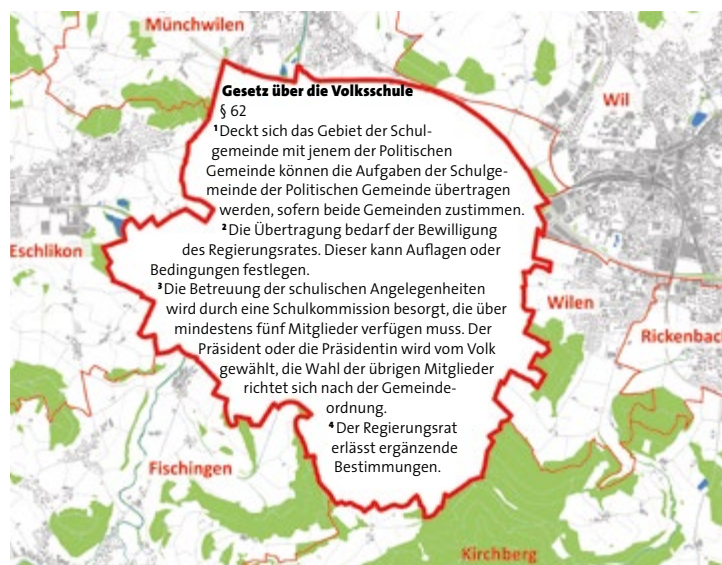 Münchwilen
Gesetz über die Volksschule
Wil
§ 62
¹Deckt sich das Gebiet der Schul-
gemeinde mit jenem der Politischen
Gemeinde können die Aufgaben der Schulge-
meinde der Politischen Gemeinde übertragen
werden, sofern beide Gemeinden zustimmen.
²Die Übertragung bedarf der Bewilligung
des Regierungsrates. Dieser kann Auflagen oder
Bedingungen festlegen.
Eschlikon
³Die Betreuung der schulischen Angelegenheiten
wird durch eine Schulkommission besorgt, die über
mindestens fünf Mitglieder verfügen muss. Der
Präsident oder die Präsidentin wird vom Volk
gewählt, die Wahl der übrigen Mitglieder
richtet sich nach der Gemeinde-
ordnung.
Wilen
Rickenbac
⁴Der Regierungsrat
erlässt ergänzende
Bestimmungen.
Fischingen
Kirchberg